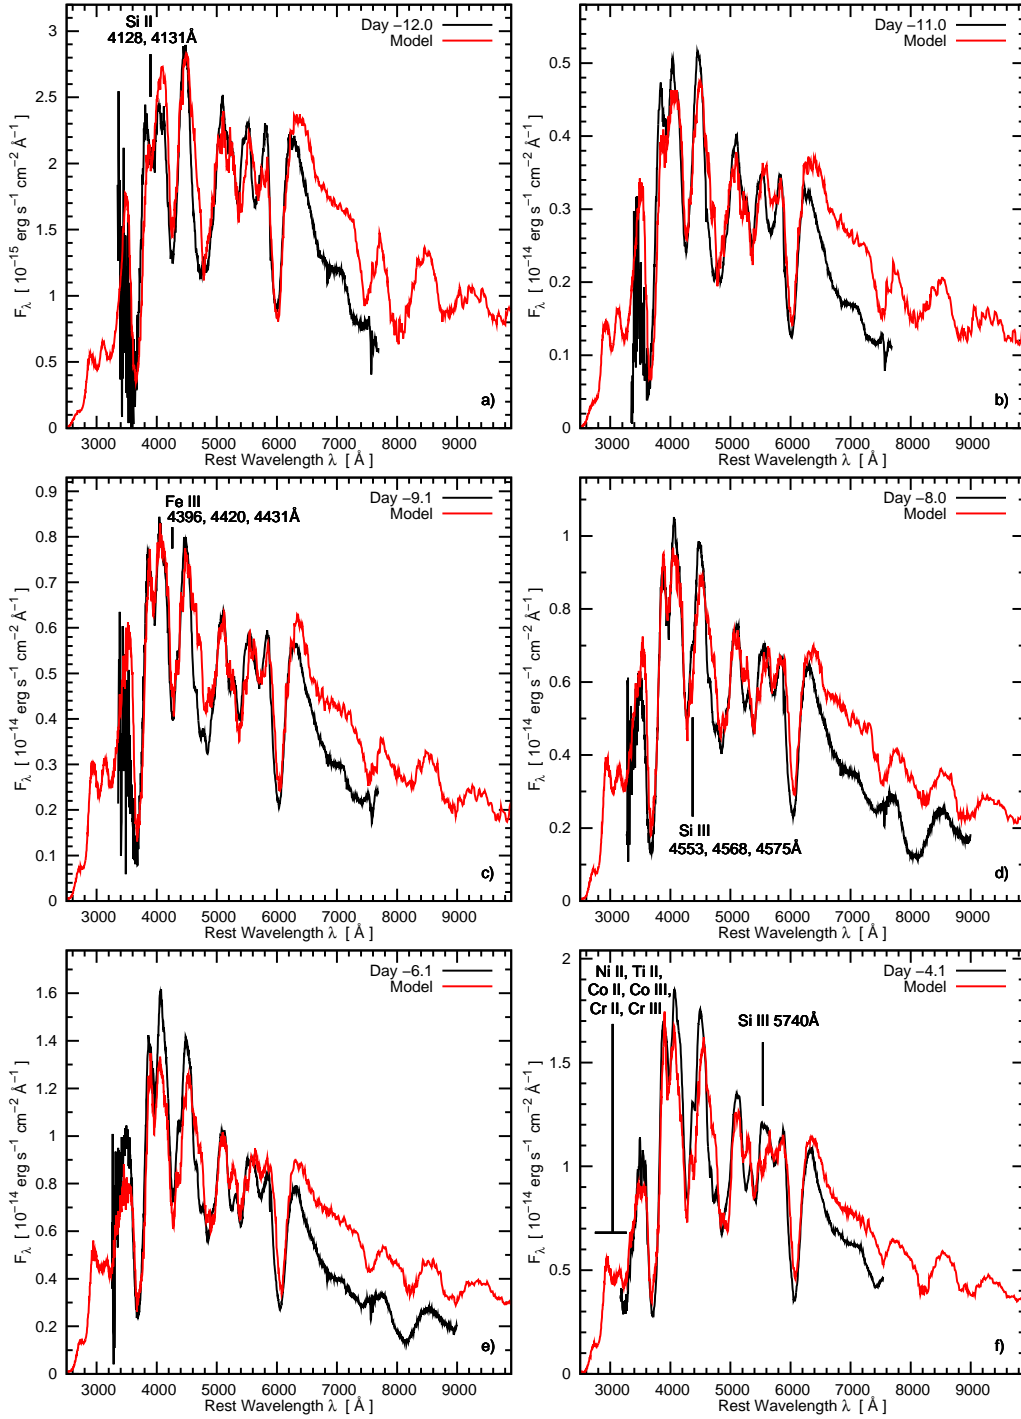 Si II
4128, 4131Å
Day −12.0
Model
3
2.5
2
1.5
1
0.5
0
F_λ [ 10^−15 erg s^−1 cm^−2 Å^−1 ]
a)
3000 4000 5000 6000 7000 8000 9000
Rest Wavelength λ [ Å ]
Day −11.0
Model
0.5
0.4
0.3
0.2
0.1
0
F_λ [ 10^−14 erg s^−1 cm^−2 Å^−1 ]
b)
3000 4000 5000 6000 7000 8000 9000
Rest Wavelength λ [ Å ]
Fe III
4396, 4420, 4431Å
Day −9.1
Model
0.9
0.8
0.7
0.6
0.5
0.4
0.3
0.2
0.1
0
F_λ [ 10^−14 erg s^−1 cm^−2 Å^−1 ]
c)
3000 4000 5000 6000 7000 8000 9000
Rest Wavelength λ [ Å ]
Day −8.0
Model
1
0.8
0.6
0.4
0.2
0
F_λ [ 10^−14 erg s^−1 cm^−2 Å^−1 ]
Si III
4553, 4568, 4575Å
d)
3000 4000 5000 6000 7000 8000 9000
Rest Wavelength λ [ Å ]
Day −6.1
Model
1.6
1.4
1.2
1
0.8
0.6
0.4
0.2
0
F_λ [ 10^−14 erg s^−1 cm^−2 Å^−1 ]
e)
3000 4000 5000 6000 7000 8000 9000
Rest Wavelength λ [ Å ]
Ni II, Ti II,
Co II, Co III,
Cr II, Cr III
Si III 5740Å
Day −4.1
Model
2
1.5
1
0.5
0
F_λ [ 10^−14 erg s^−1 cm^−2 Å^−1 ]
f)
3000 4000 5000 6000 7000 8000 9000
Rest Wavelength λ [ Å ]